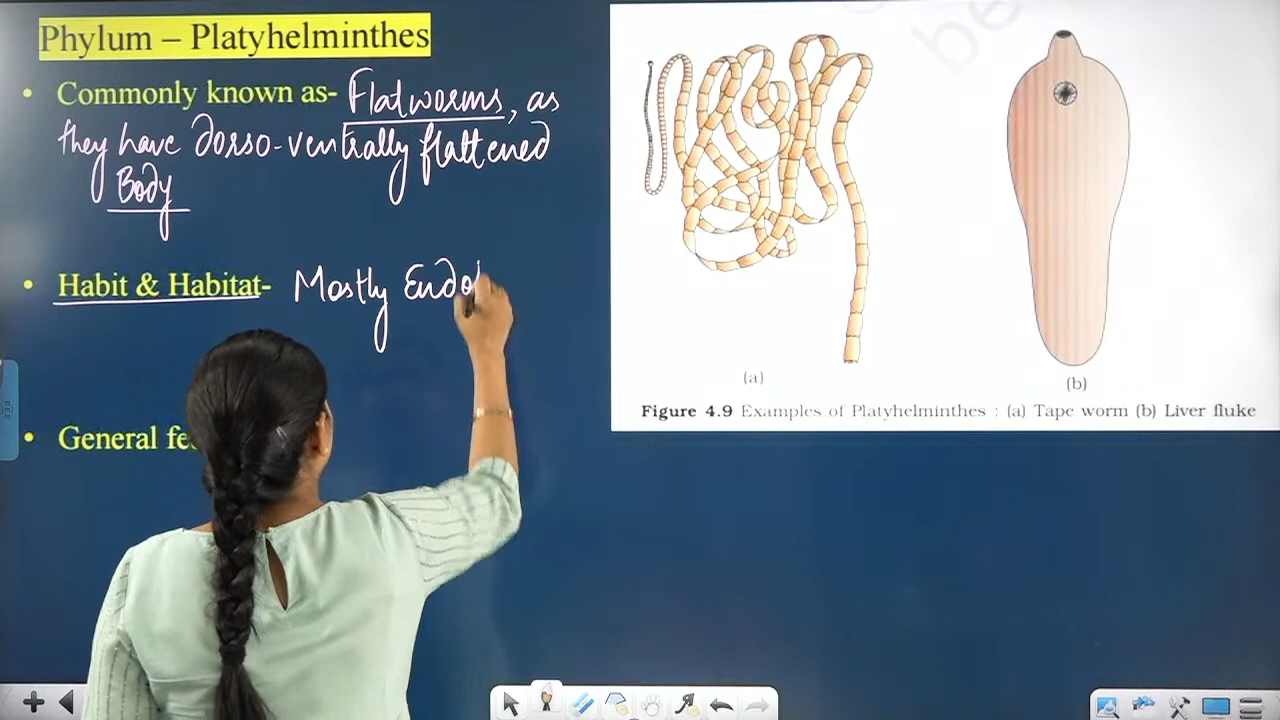 Phylum – Platyhelminthes
• Commonly known as- Flatworms, as
they have Dorso-ventrally flattened
Body
• Habit & Habitat- Mostly Endo
• General fe
(a)
(b)
Figure 4.9 Examples of Platyhelminthes : (a) Tape worm (b) Liver fluke